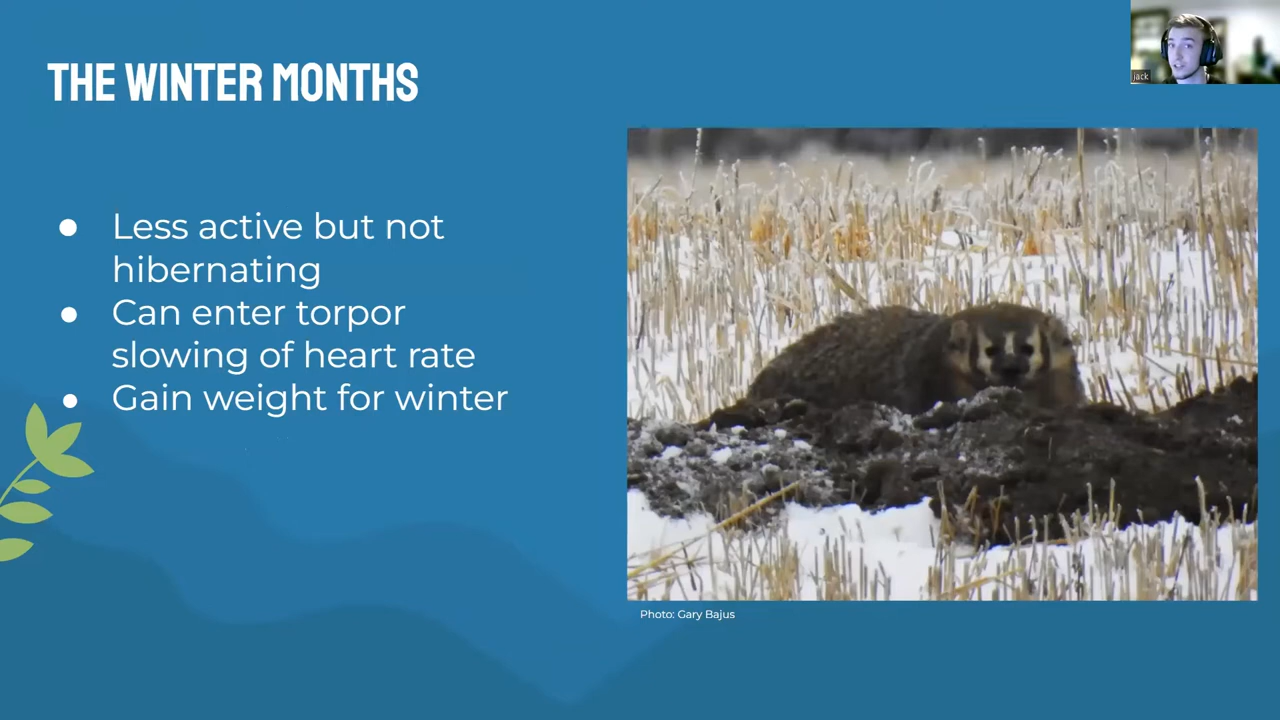 THE WINTER MONTHS
jack
● Less active but not
hibernating
● Can enter torpor
slowing of heart rate
● Gain weight for winter
Photo: Gary Bajus